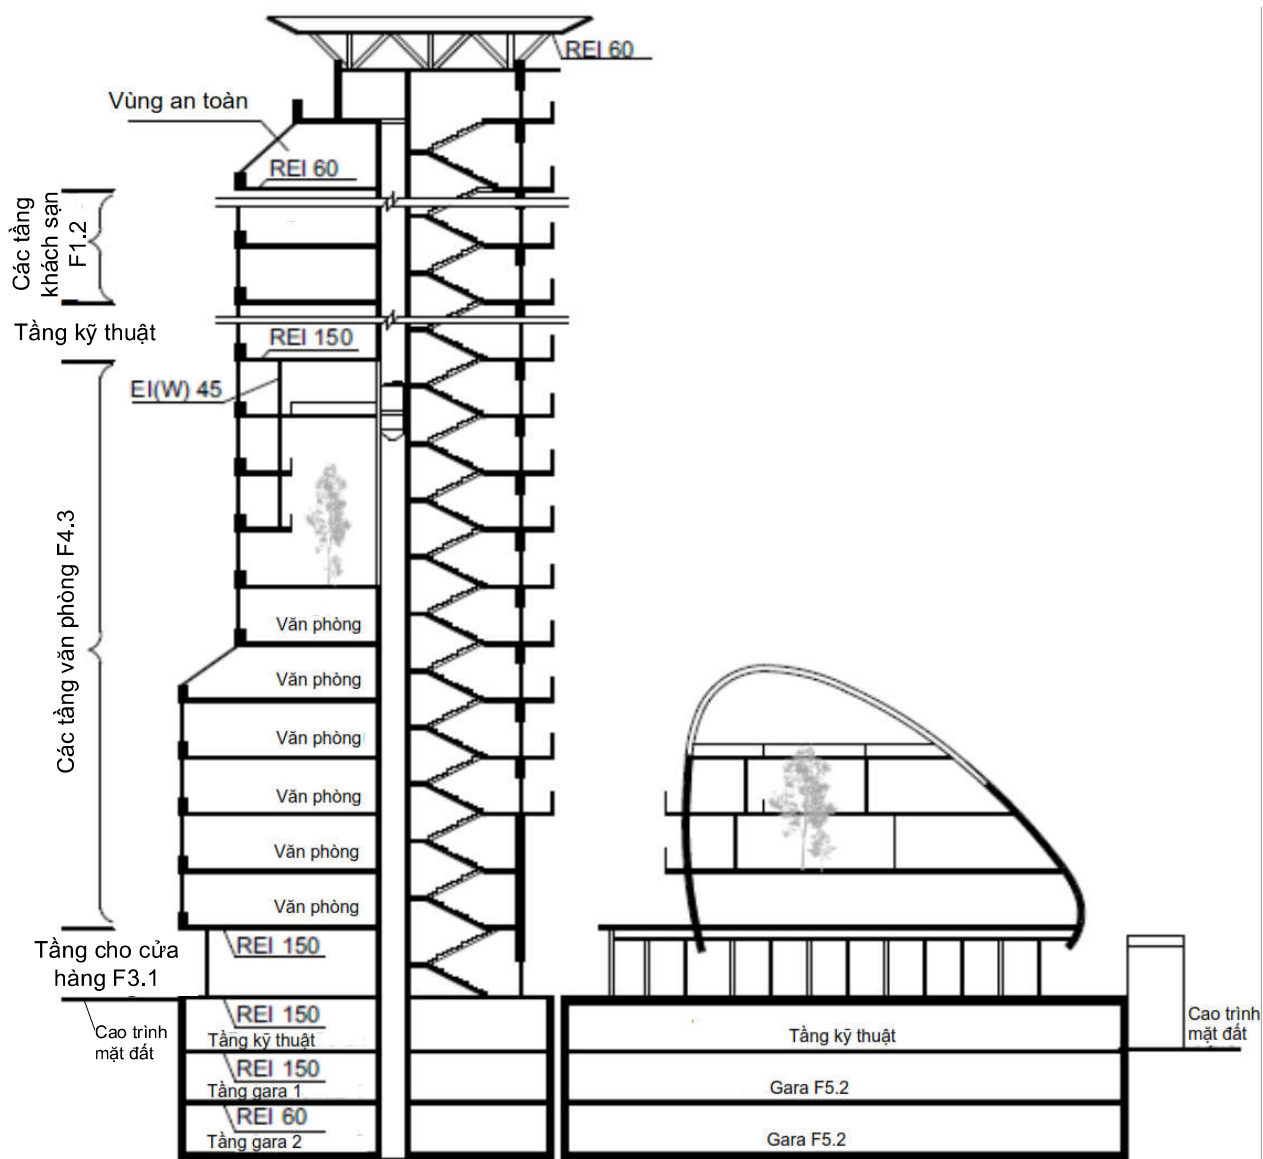 REI 60
Vùng an toàn
REI 60
Các tầng
khách sạn
F1.2
Tầng kỹ thuật
REI 150
EI(W) 45
Các tầng văn phòng F4.3
Văn phòng
Văn phòng
Văn phòng
Văn phòng
Văn phòng
Văn phòng
Tầng cho cửa
hàng F3.1
REI 150
Cao trình
mặt đất
REI 150
Tầng kỹ thuật
REI 150
Tầng gara 1
REI 60
Tầng gara 2
Tầng kỹ thuật
Gara F5.2
Gara F5.2
Cao trình
mặt đất